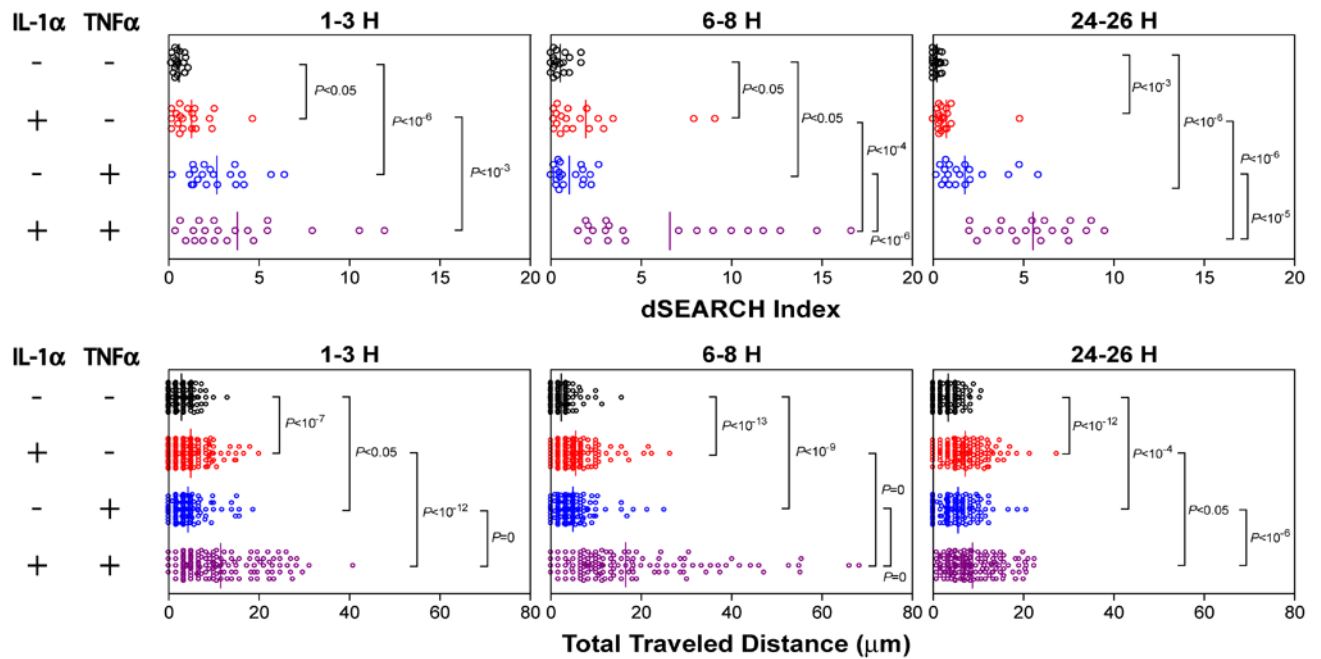 IL-1α TNFα 1-3 H 6-8 H 24-26 H
- -
+ -
- +
+ +
P<0.05
P<10-6
P<10-3
P<0.05
P<0.05
P<10-4
P<10-6
P<10-3
P<10-6
P<10-6
P<10-5
0 5 10 15 20 0 5 10 15 20 0 5 10 15 20
dSEARCH Index
IL-1α TNFα 1-3 H 6-8 H 24-26 H
- -
+ -
- +
+ +
P<10-7
P<0.05
P<10-12
P=0
P<10-13
P<10-9
P=0
P=0
P<10-12
P<10-4
P<0.05
P<10-6
0 20 40 60 80 0 20 40 60 80 0 20 40 60 80
Total Traveled Distance (μm)